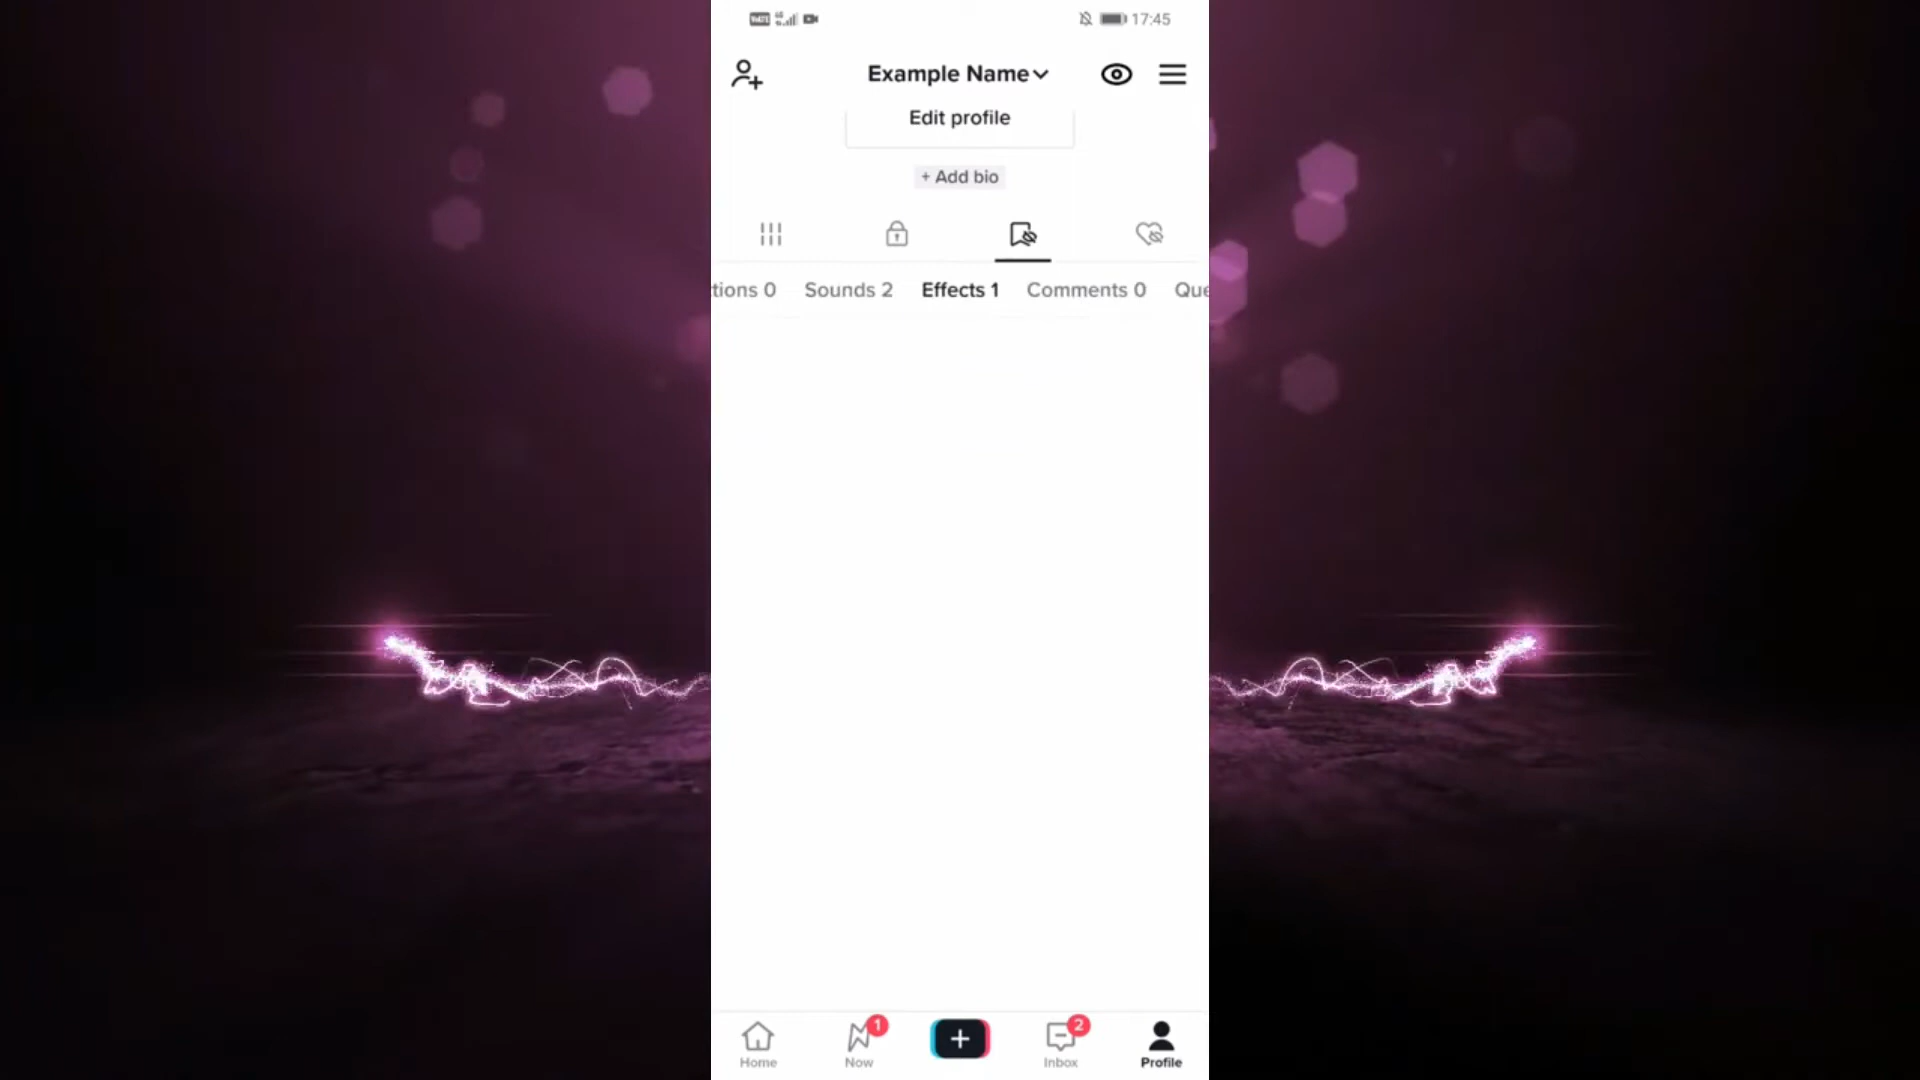 17:45
Example Name
Edit profile
+ Add bio
tions 0 Sounds 2 Effects 1 Comments 0 Que
1 2
Home Now Inbox Profile